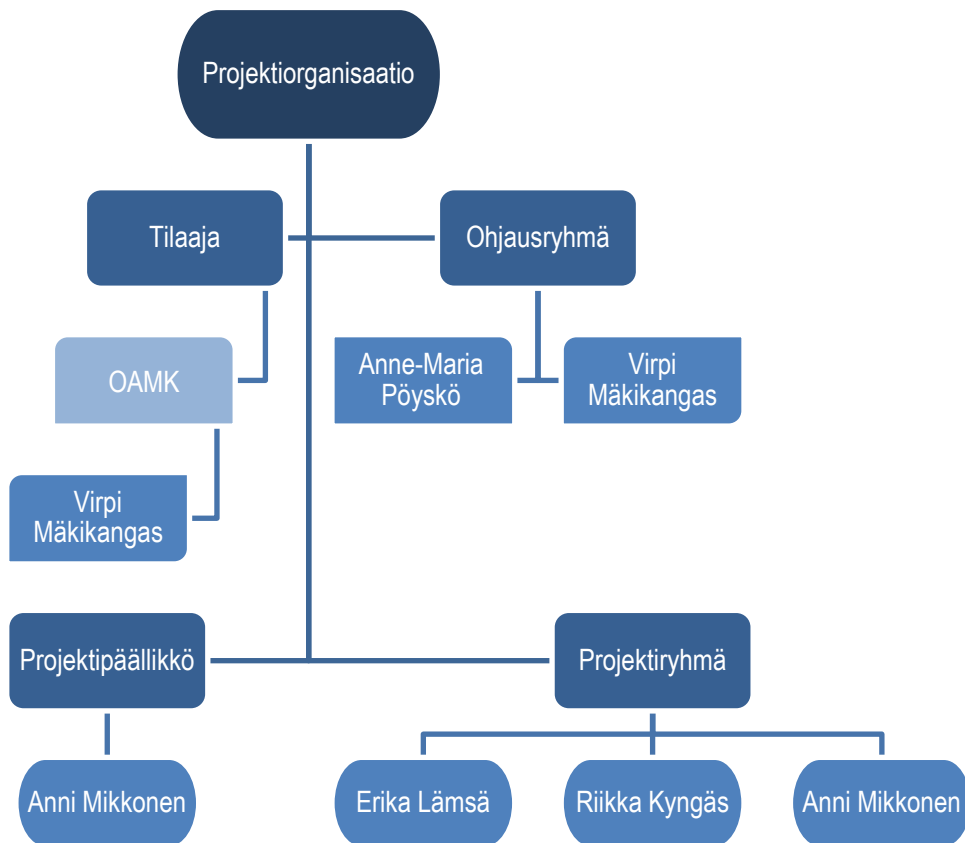 Projektiorganisaatio
Tilaaja
Ohjausryhmä
OAMK
Anne-Maria
Pöyskö
Virpi
Mäkikangas
Virpi
Mäkikangas
Projektipäällikkö
Projektiryhmä
Anni Mikkonen
Erika Lämsä
Riikka Kyngäs
Anni Mikkonen